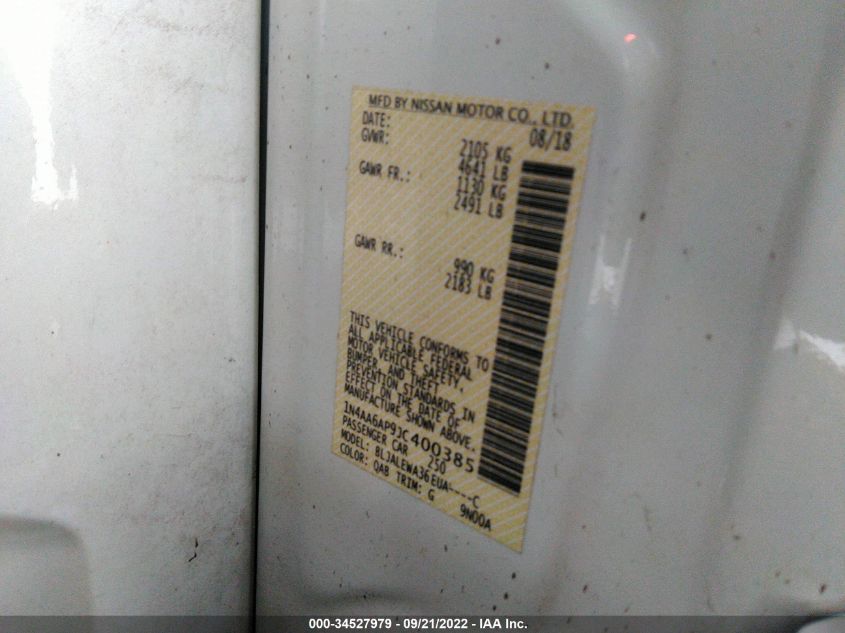 MFD BY NISSAN MOTOR CO., LTD.
DATE: 08/18
GVWR: 2105 KG
4641 LB
GAWR FR.: 1130 KG
2491 LB
GAWR RR.: 990 KG
2183 LB
THIS VEHICLE CONFORMS TO
ALL APPLICABLE FEDERAL
MOTOR VEHICLE SAFETY,
BUMPER, AND THEFT
PREVENTION STANDARDS IN
EFFECT ON THE DATE OF
MANUFACTURE SHOWN ABOVE.
1N4AA6AP9JC400385
PASSENGER CAR 250
MODEL: BLJALEWA36EUA----C
COLOR: QAB TRIM: G 9N00A
000-34527979 - 09/21/2022 - IAA Inc.